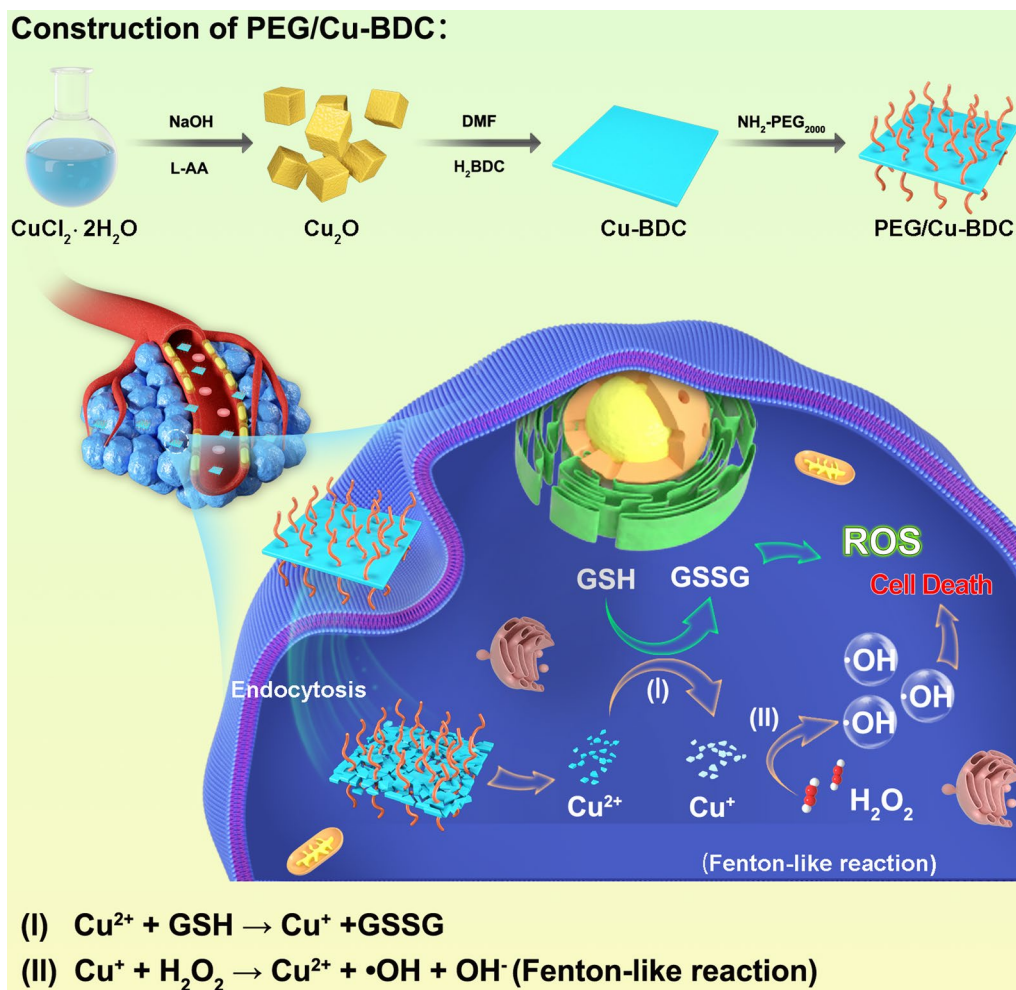 Construction of PEG/Cu-BDC:
NaOH
DMF
NH₂-PEG₂₀₀₀
L-AA
H₂BDC
CuCl₂· 2H₂O
Cu₂O
Cu-BDC
PEG/Cu-BDC
ROS
GSH
GSSG
Cell Death
•OH
•OH
•OH
Endocytosis
(I)
(II)
Cu²⁺
Cu⁺
H₂O₂
(Fenton-like reaction)
(I) Cu²⁺ + GSH → Cu⁺ +GSSG
(II) Cu⁺ + H₂O₂ → Cu²⁺ + •OH + OH⁻ (Fenton-like reaction)